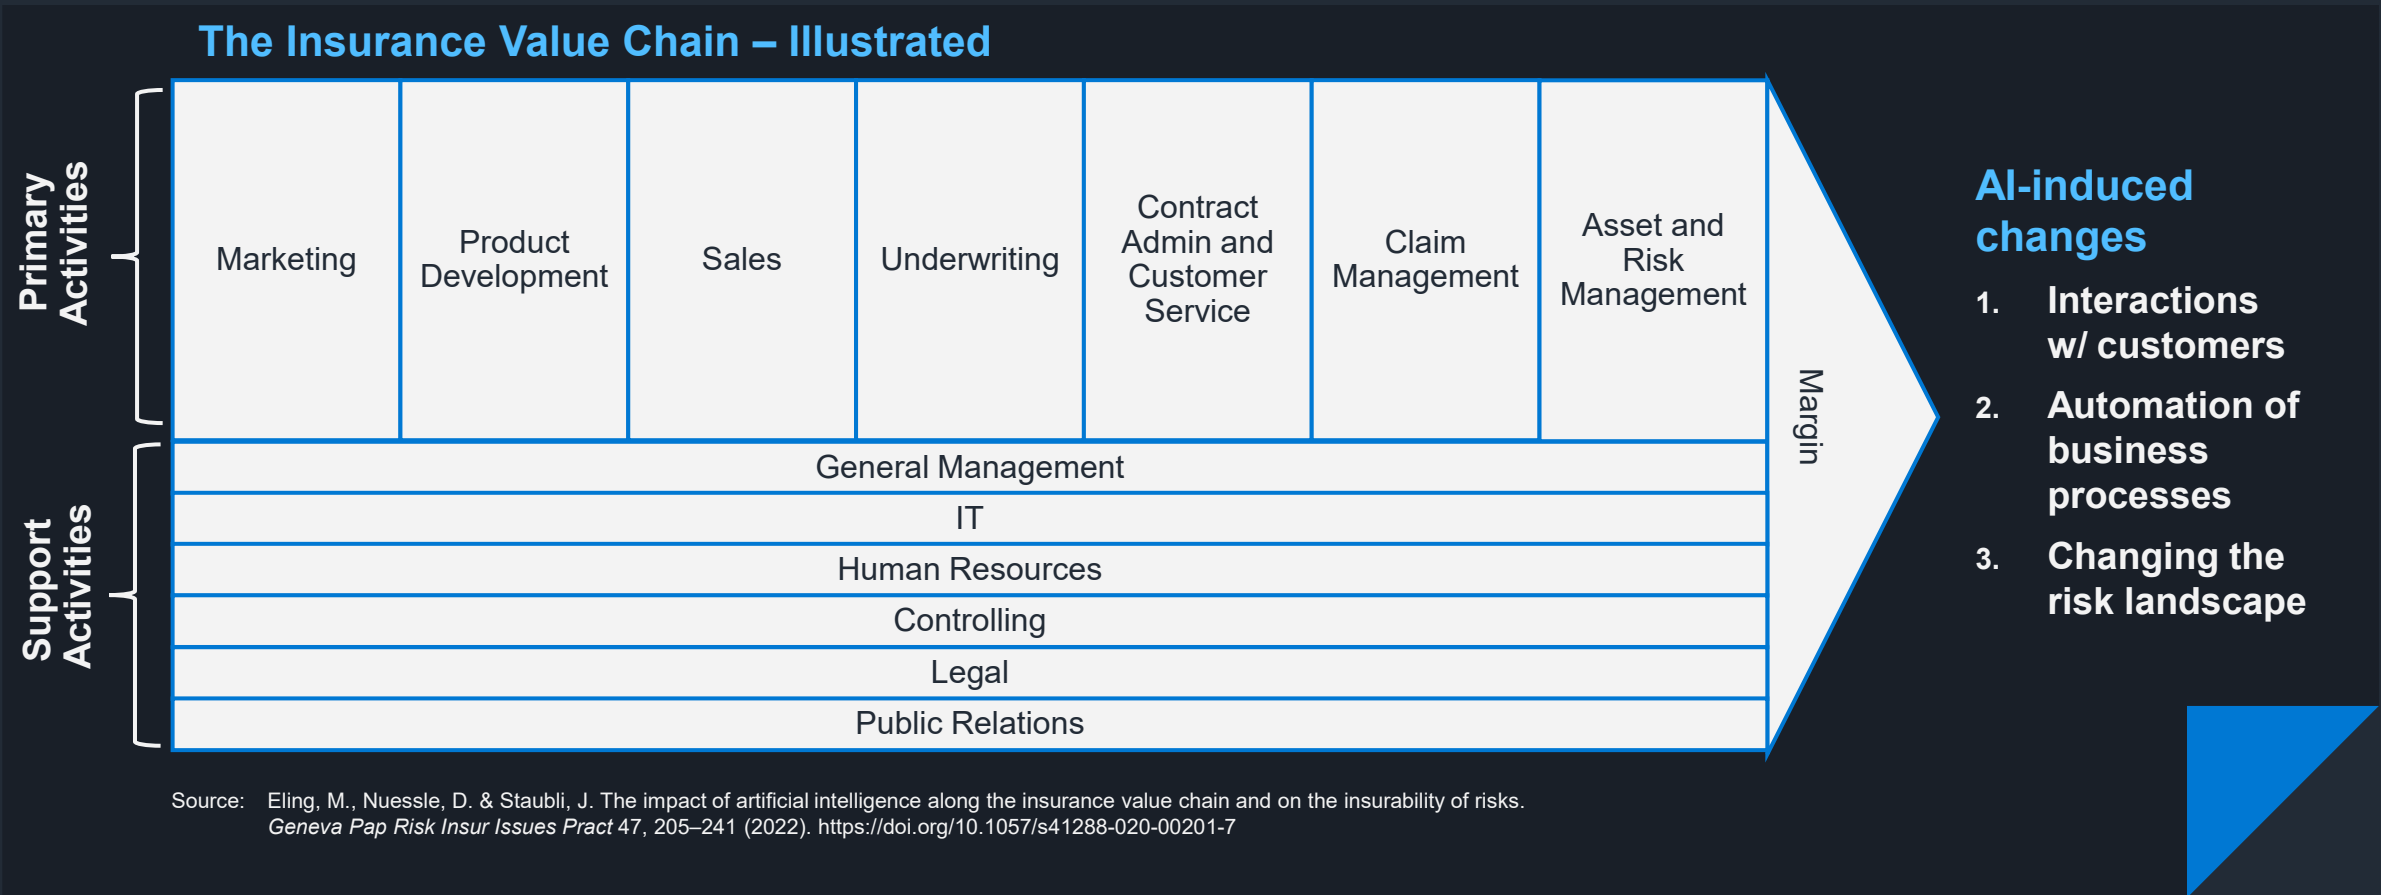 The Insurance Value Chain – Illustrated
Primary
Activities
Marketing
Product
Development
Sales
Underwriting
Contract
Admin and
Customer
Service
Claim
Management
Asset and
Risk
Management
Support
Activities
General Management
IT
Human Resources
Controlling
Legal
Public Relations
Margin
AI-induced
changes
1. Interactions
w/ customers
2. Automation of
business
processes
3. Changing the
risk landscape
Source: Eling, M., Nuessle, D. & Staubli, J. The impact of artificial intelligence along the insurance value chain and on the insurability of risks.
Geneva Pap Risk Insur Issues Pract 47, 205–241 (2022). https://doi.org/10.1057/s41288-020-00201-7